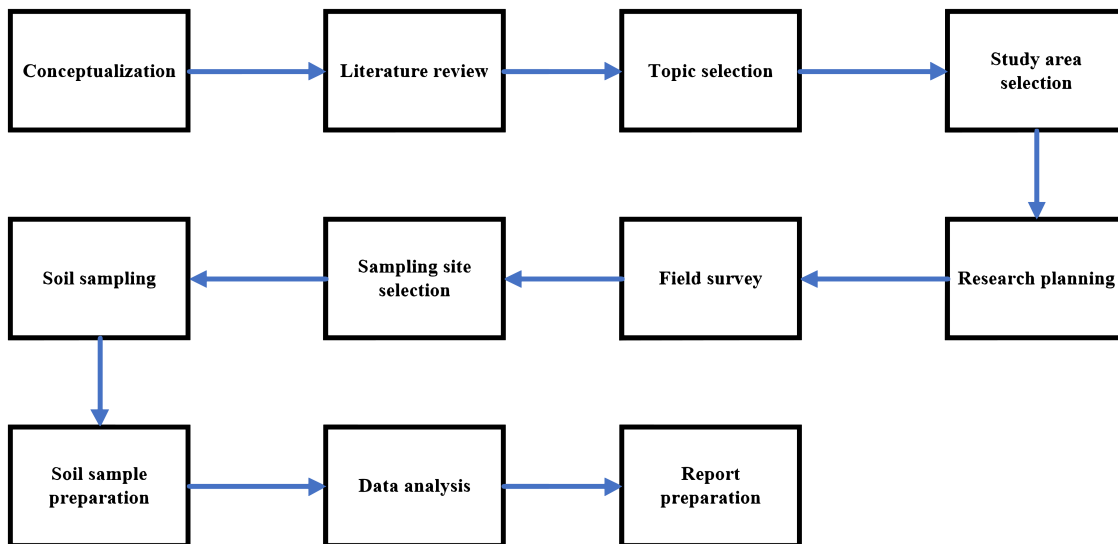 Conceptualization
Literature review
Topic selection
Study area
selection
Research planning
Field survey
Sampling site
selection
Soil sampling
Soil sample
preparation
Data analysis
Report
preparation